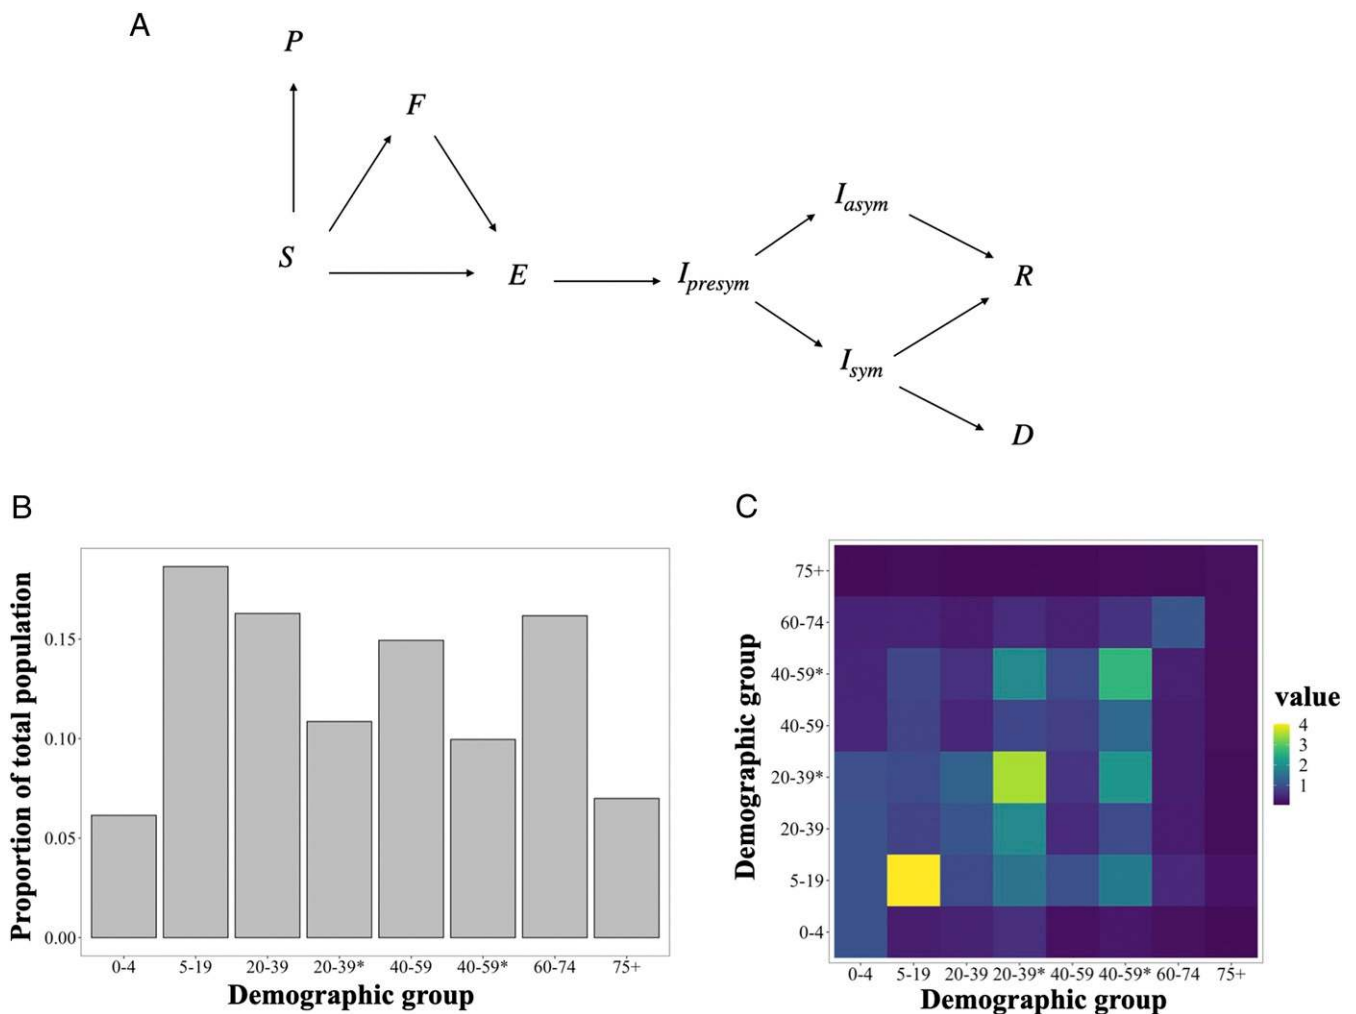 A
P
F
S
E
I_presym
I_asym
I_sym
R
D
B
Proportion of total population
0.15
0.10
0.05
0.00
0-4 5-19 20-39 20-39* 40-59 40-59* 60-74 75+
Demographic group
C
Demographic group
75+
60-74
40-59*
40-59
20-39*
20-39
5-19
0-4
0-4 5-19 20-39 20-39* 40-59 40-59* 60-74 75+
Demographic group
value
4
3
2
1